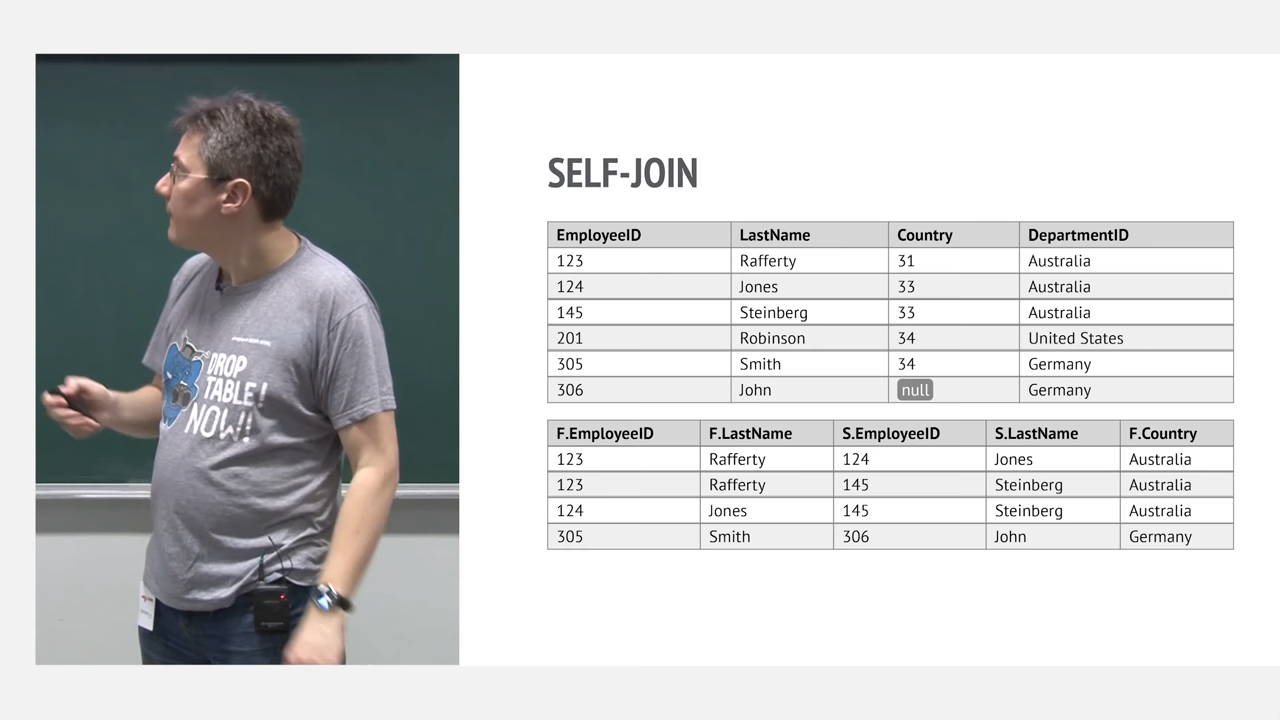 SELF-JOIN
EmployeeID LastName Country DepartmentID
123 Rafferty 31 Australia
124 Jones 33 Australia
145 Steinberg 33 Australia
201 Robinson 34 United States
305 Smith 34 Germany
306 John null Germany
F.EmployeeID F.LastName S.EmployeeID S.LastName F.Country
123 Rafferty 124 Jones Australia
123 Rafferty 145 Steinberg Australia
124 Jones 145 Steinberg Australia
305 Smith 306 John Germany
DROP
TABLE!
NOW!